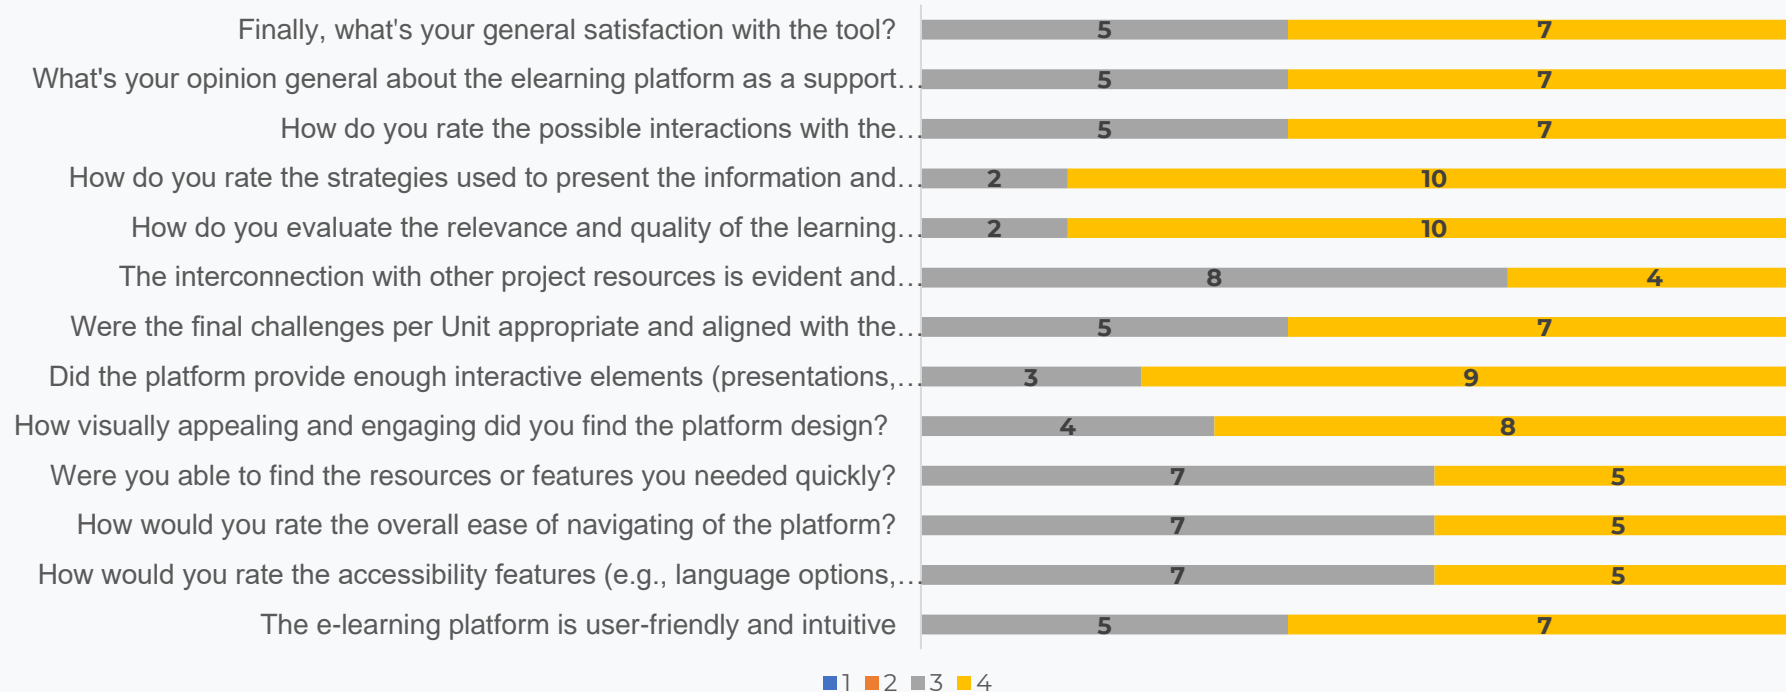 Finally, what's your general satisfaction with the tool? 5 7
What's your opinion general about the elearning platform as a support… 5 7
How do you rate the possible interactions with the… 5 7
How do you rate the strategies used to present the information and… 2 10
How do you evaluate the relevance and quality of the learning… 2 10
The interconnection with other project resources is evident and… 8 4
Were the final challenges per Unit appropriate and aligned with the… 5 7
Did the platform provide enough interactive elements (presentations,… 3 9
How visually appealing and engaging did you find the platform design? 4 8
Were you able to find the resources or features you needed quickly? 7 5
How would you rate the overall ease of navigating of the platform? 7 5
How would you rate the accessibility features (e.g., language options,… 7 5
The e-learning platform is user-friendly and intuitive 5 7
1 2 3 4